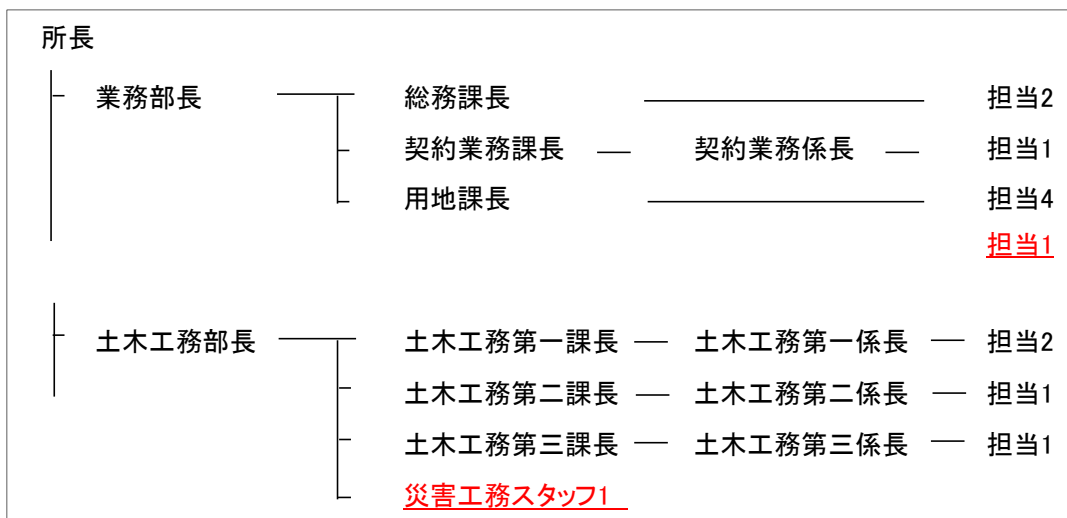 所長
業務部長 総務課長 担当2
契約業務課長 契約業務係長 担当1
用地課長 担当4
担当1
土木工務部長 土木工務第一課長 土木工務第一係長 担当2
土木工務第二課長 土木工務第二係長 担当1
土木工務第三課長 土木工務第三係長 担当1
災害工務スタッフ1